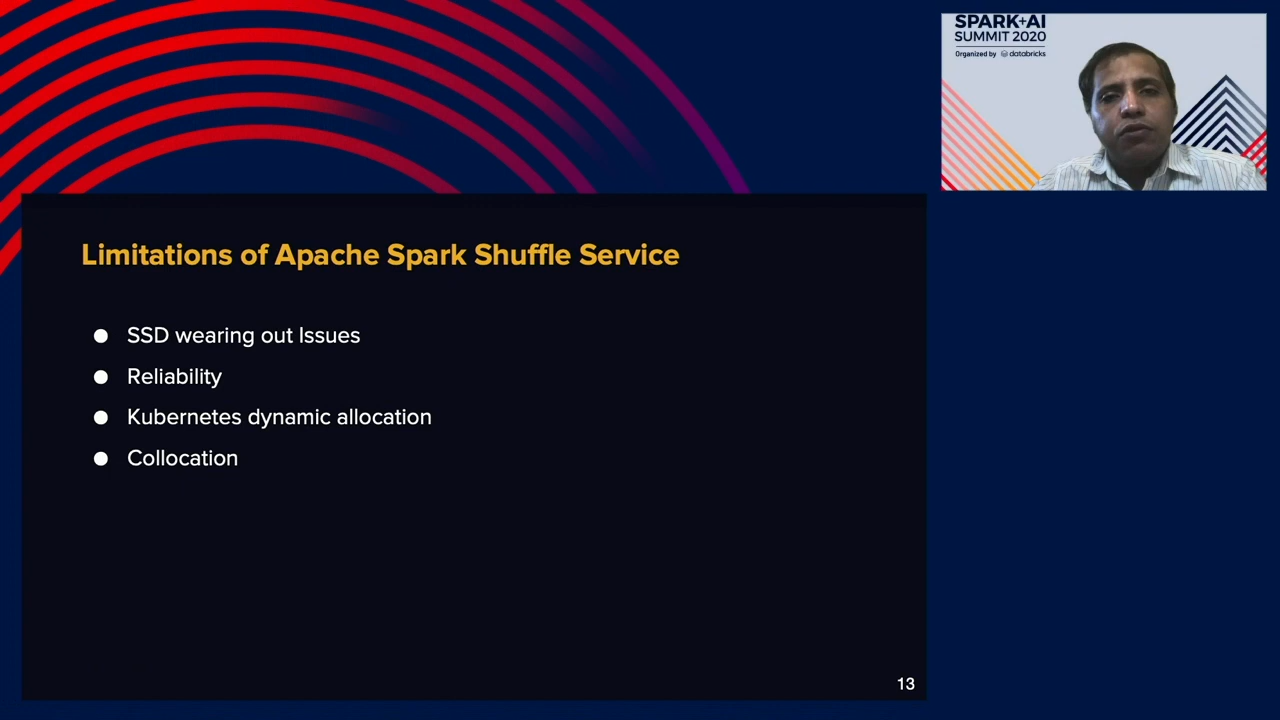 SPARK+AI
SUMMIT 2020
Organized by databricks
Limitations of Apache Spark Shuffle Service
● SSD wearing out Issues
● Reliability
● Kubernetes dynamic allocation
● Collocation
13